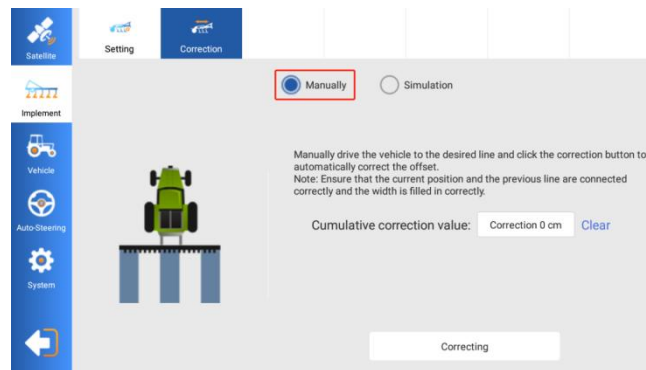 Satellite
Setting
Correction
Implement
Manually
Simulation
Vehicle
Manually drive the vehicle to the desired line and click the correction button to
automatically correct the offset.
Note: Ensure that the current position and the previous line are connected
correctly and the width is filled in correctly.
Auto-Steering
Cumulative correction value:
Correction 0 cm
Clear
System
Correcting